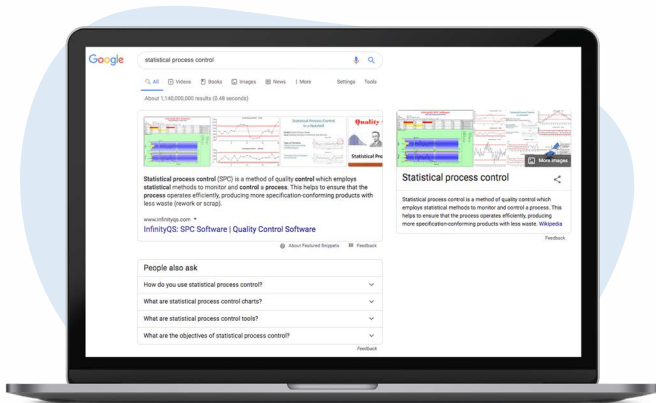 Google
statistical process control
All
Videos
Books
Images
News
More
Settings
Tools
About 1,140,000,000 results (0.48 seconds)
Statistical Process Control
Quality
Statistical Pro
Statistical process control (SPC) is a method of quality control which employs
statistical methods to monitor and control a process. This helps to ensure that the
process operates efficiently, producing more specification-conforming products with
less waste (rework or scrap).
www.infinityqs.com
InfinityQS: SPC Software | Quality Control Software
About Featured Snippets
Feedback
People also ask
How do you use statistical process control?
What are statistical process control charts?
What are statistical process control tools?
What are the objectives of statistical process control?
Feedback
More images
Statistical process control
Statistical process control is a method of quality control which
employs statistical methods to monitor and control a process. This
helps to ensure that the process operates efficiently, producing
more specification-conforming products with less waste. Wikipedia
Feedback